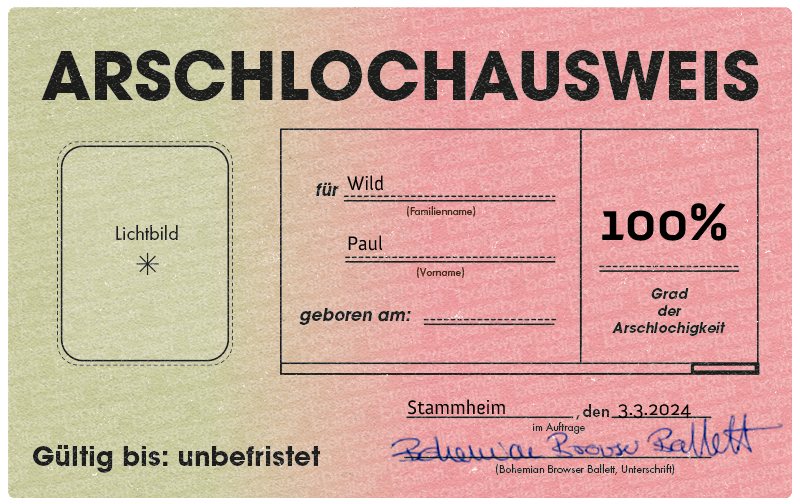 ARSCHLOCHAUSWEIS
Lichtbild
✳
für Wild
(Familienname)
Paul
(Vorname)
geboren am:
100%
Grad
der
Arschlochigkeit
Stammheim, den 3.3.2024
im Auftrage
Bohemian Browser Ballett
(Bohemian Browser Ballett, Unterschrift)
Gültig bis: unbefristet